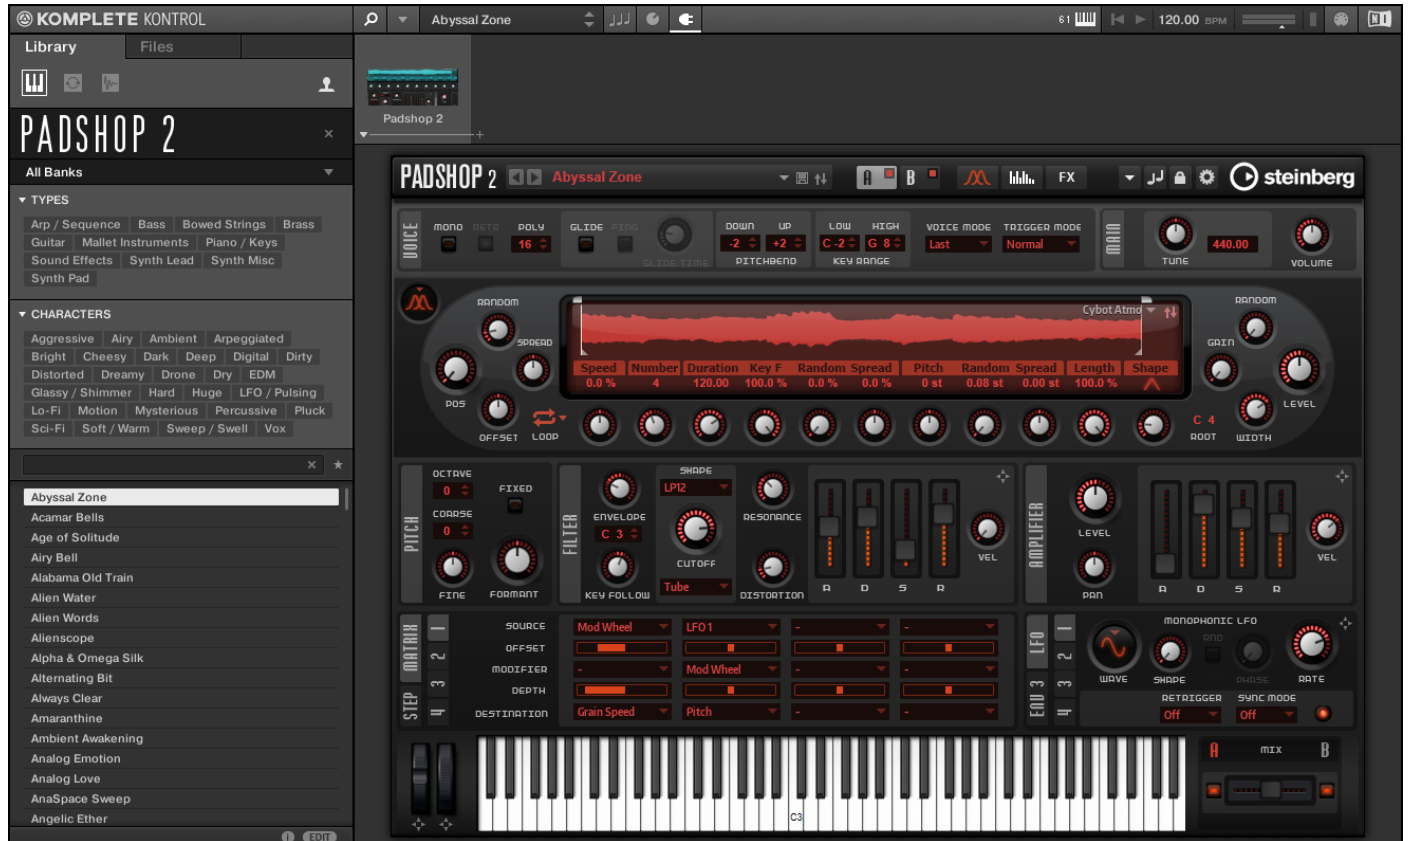 KOMPLETE KONTROL
Abyssal Zone
61
120.00 BPM
Library Files
Padshop 2
PADSHOP 2 ×
All Banks
TYPES
Arp / Sequence Bass Bowed Strings Brass
Guitar Mallet Instruments Piano / Keys
Sound Effects Synth Lead Synth Misc
Synth Pad
CHARACTERS
Aggressive Airy Ambient Arpeggiated
Bright Cheesy Dark Deep Digital Dirty
Distorted Dreamy Drone Dry EDM
Glassy / Shimmer Hard Huge LFO / Pulsing
Lo-Fi Motion Mysterious Percussive Pluck
Sci-Fi Soft / Warm Sweep / Swell Vox
Abyssal Zone
Acamar Bells
Age of Solitude
Airy Bell
Alabama Old Train
Alien Water
Alien Words
Alienscope
Alpha & Omega Silk
Alternating Bit
Always Clear
Amaranthine
Ambient Awakening
Analog Emotion
Analog Love
AnaSpace Sweep
Angelic Ether
EDIT
PADSHOP 2 Abyssal Zone A B FX steinberg
VOICE
MONO RETR POLY GLIDE FING DOWN UP LOW HIGH VOICE MODE TRIGGER MODE
16 -2 +2 C -2 G 8 Last Normal
GLIDE TIME PITCHBEND KEY RANGE
MAIN
440.00
TUNE VOLUME
RANDOM
SPREAD
POS
OFFSET LOOP
Cybot Atmo
Speed Number Duration Key F Random Spread Pitch Random Spread Length Shape
0.0 % 4 120.00 100.0 % 0.0 % 0.0 % 0 st 0.08 st 0.00 st 100.0 %
RANDOM
GAIN
LEVEL
C 4
ROOT WIDTH
PITCH
OCTAVE
0 FIXED
COARSE
0
FINE FORMANT
FILTER
SHAPE
LP12
ENVELOPE RESONANCE
C 3
CUTOFF VEL
Tube
KEY FOLLOW DISTORTION A D S R
AMPLIFIER
LEVEL
VEL
PAN A D S R
MATRIX
STEP
1
2
3
4
SOURCE Mod Wheel LFO 1 - -
OFFSET
MODIFIER - Mod Wheel - -
DEPTH
DESTINATION Grain Speed Pitch - -
LFO
ENV 3
1
2
3
4
MONOPHONIC LFO
RND
WAVE SHAPE PHASE RATE
RETRIGGER SYNC MODE
Off Off
C3
A MIX B